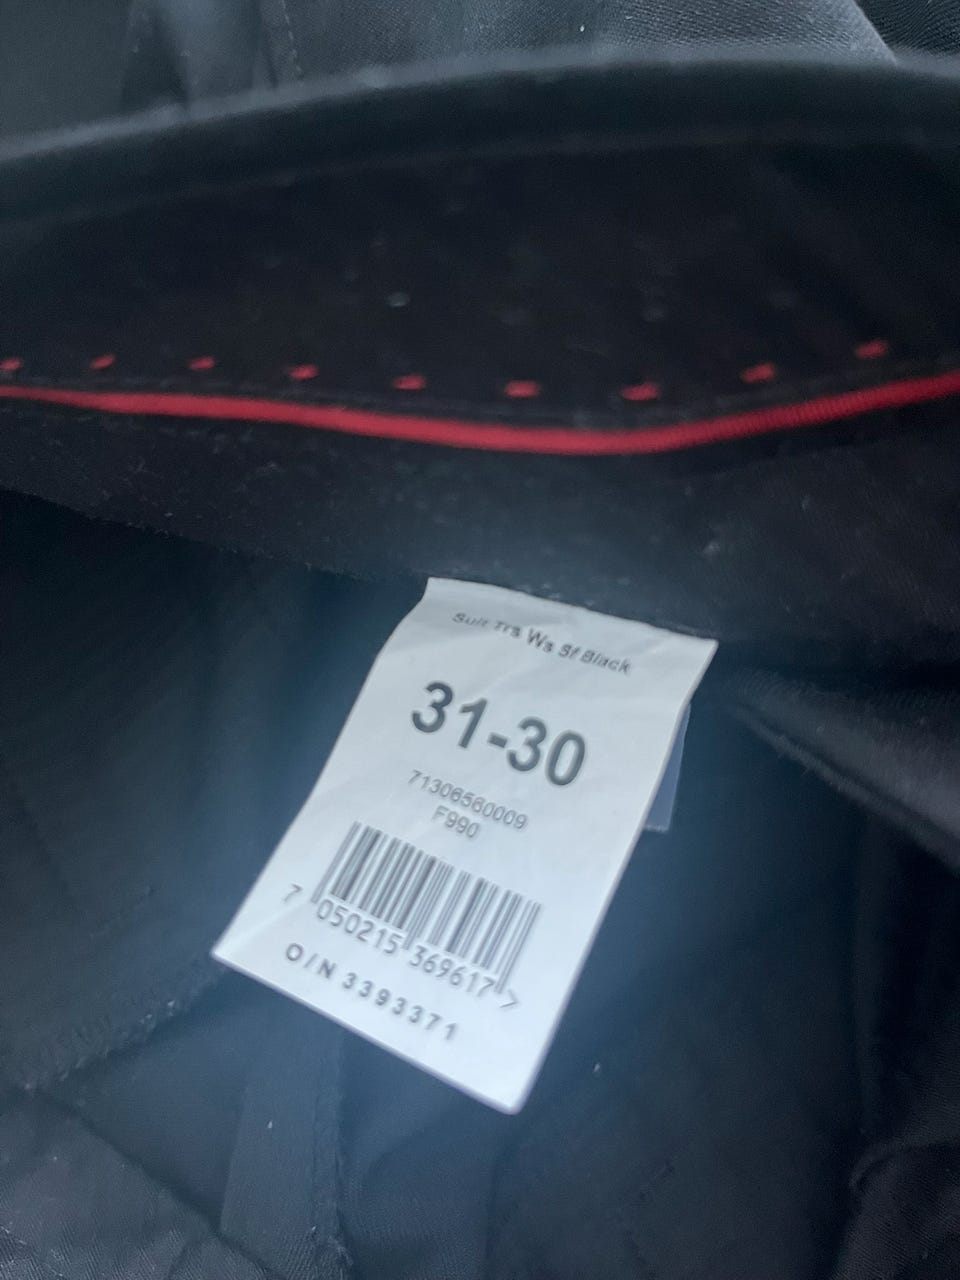 Suit Trs Ws Sf Black
31-30
71306560009
F990
7 050215 369617 >
O/N 3393371